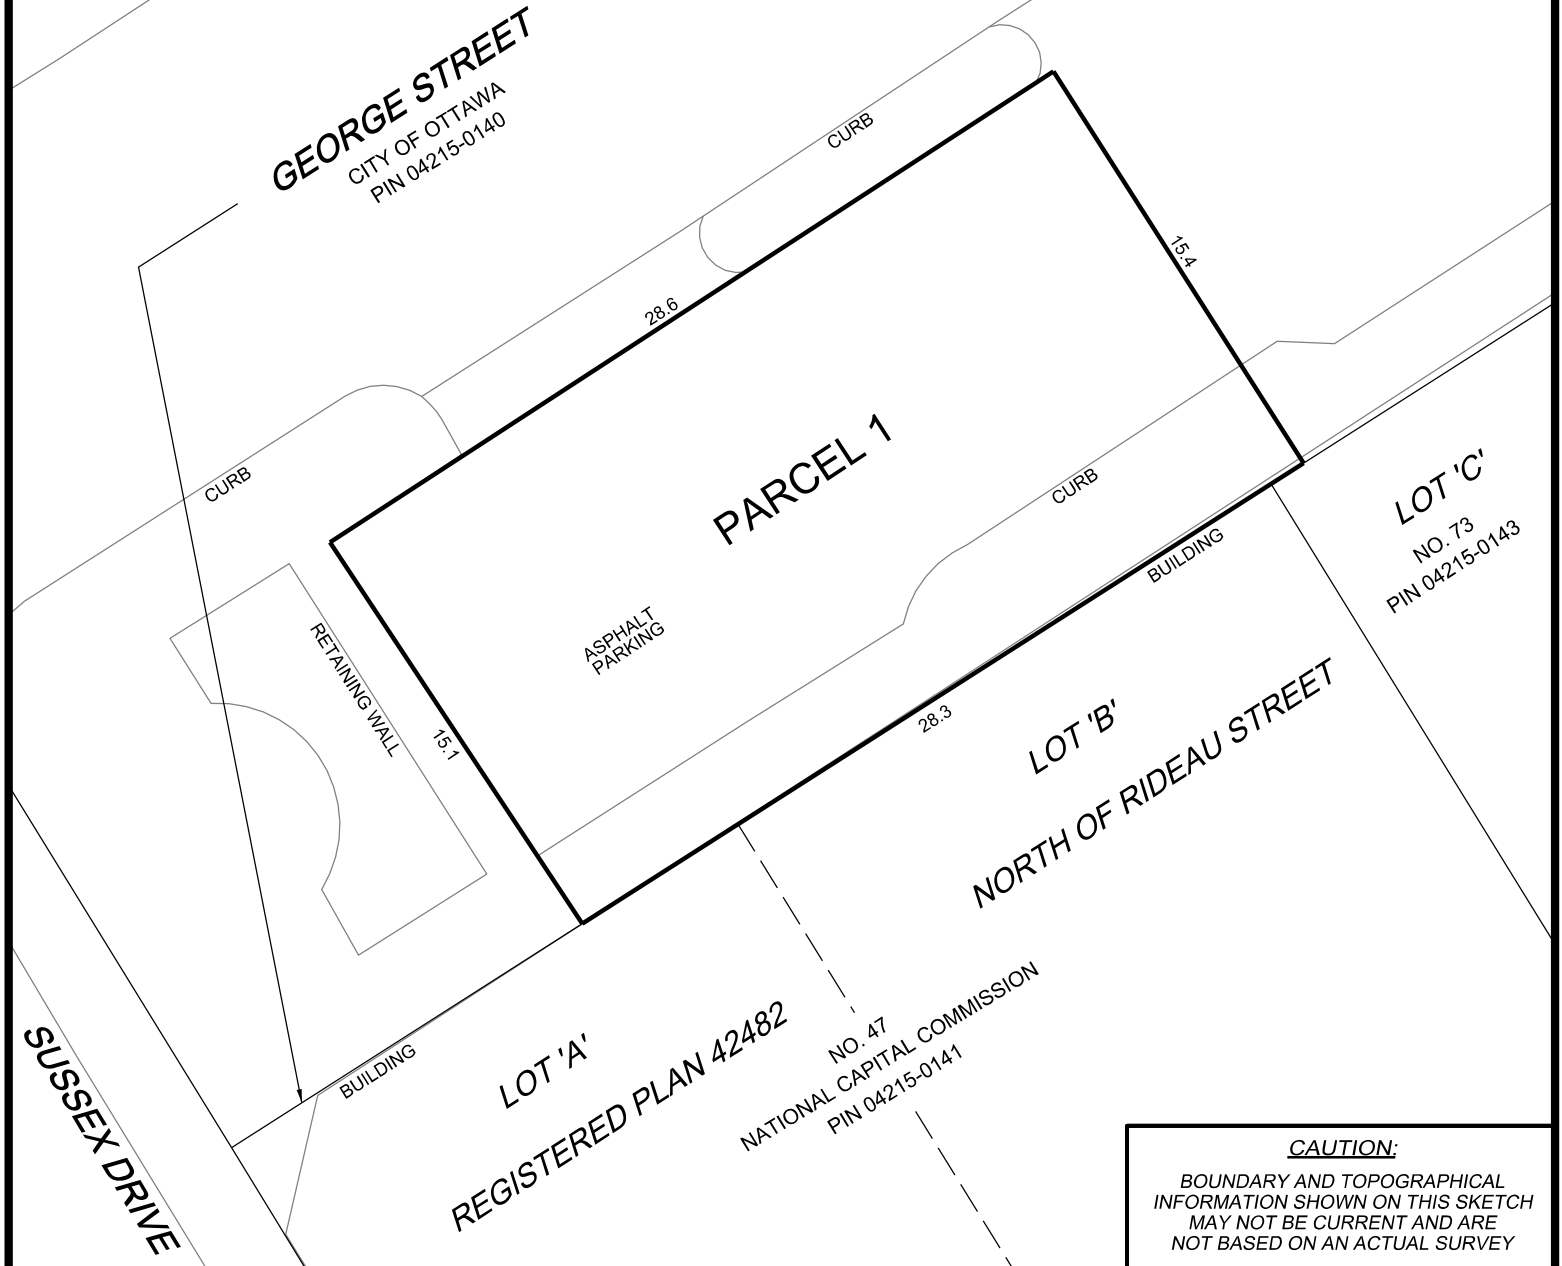 GEORGE STREET
CITY OF OTTAWA
PIN 04215-0140
CURB
15.4
28.6
PARCEL 1
CURB
CURB
LOT 'C'
NO. 73
PIN 04215-0143
BUILDING
ASPHALT
PARKING
RETAINING WALL
15.1
28.3
LOT 'B'
NORTH OF RIDEAU STREET
SUSSEX DRIVE
BUILDING
LOT 'A'
REGISTERED PLAN 42482
NO. 47
NATIONAL CAPITAL COMMISSION
PIN 04215-0141
CAUTION:
BOUNDARY AND TOPOGRAPHICAL
INFORMATION SHOWN ON THIS SKETCH
MAY NOT BE CURRENT AND ARE
NOT BASED ON AN ACTUAL SURVEY